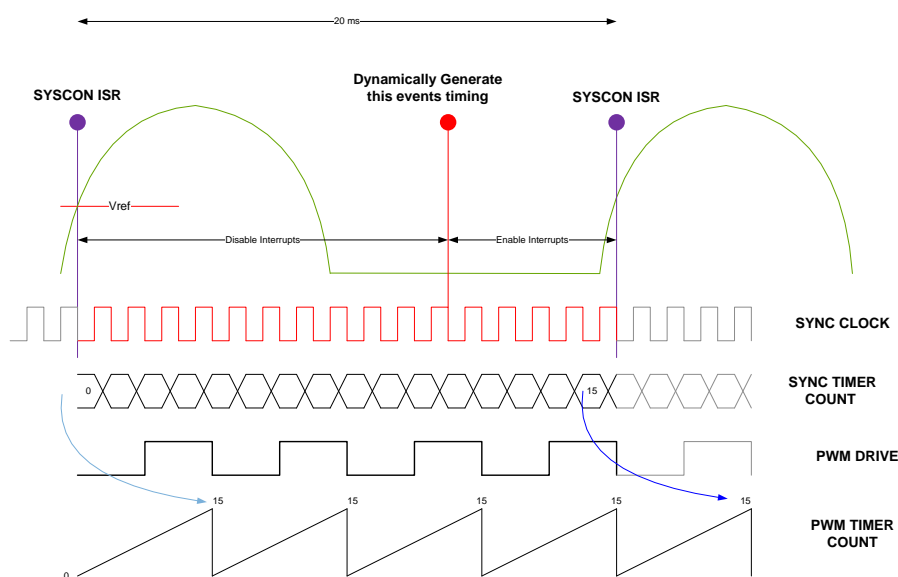 20 ms
Dynamically Generate
this events timing
SYSCON ISR
SYSCON ISR
Vref
Disable Interrupts
Enable Interrupts
SYNC CLOCK
0
15
SYNC TIMER
COUNT
PWM DRIVE
15
15
15
15
15
PWM TIMER
COUNT
0